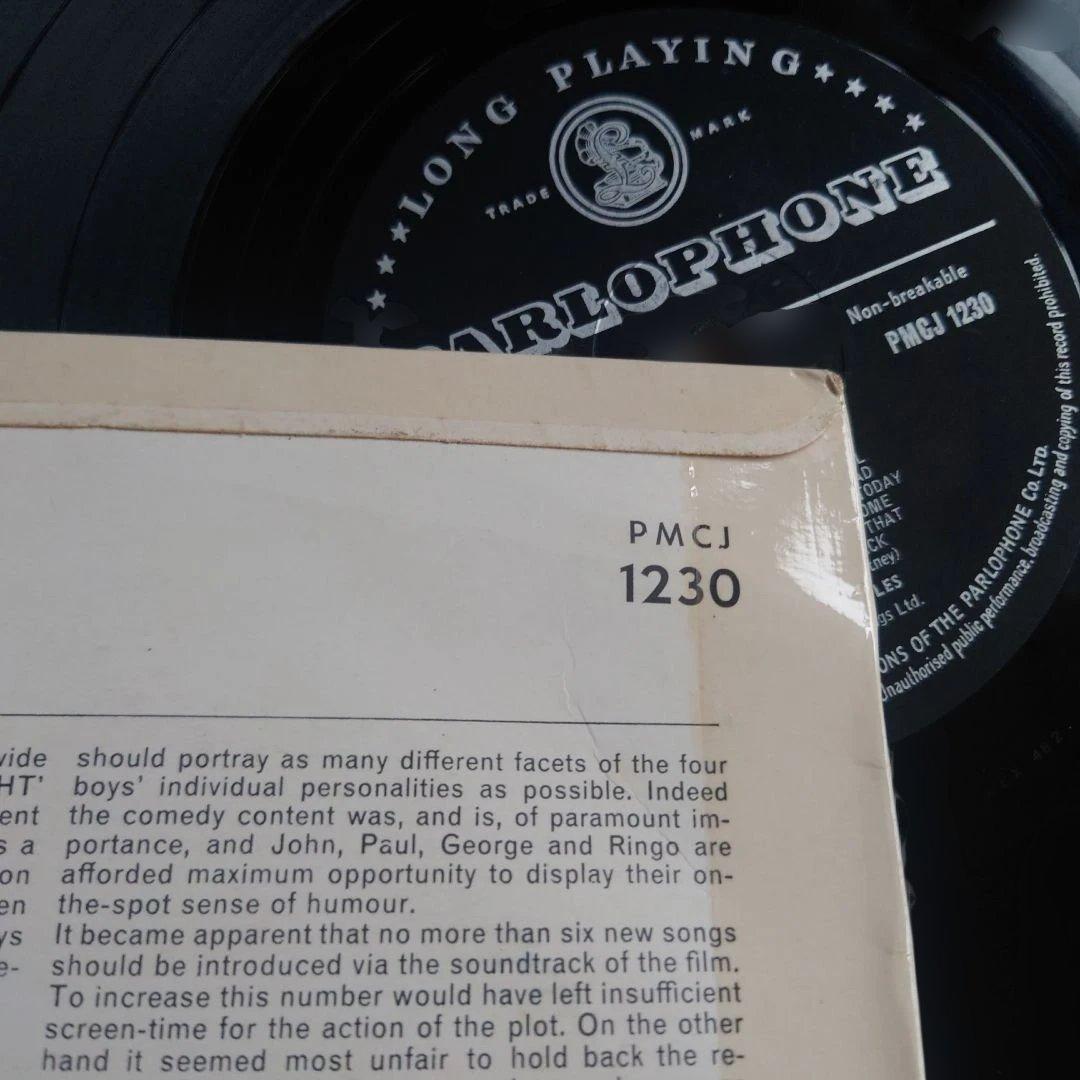 LONG PLAYING
TRADE MARK
PARLOPHONE
Non-breakable
PMCJ 1230
TODAY
THAT
Unauthorised public performance, broadcasting and copying of this record prohibited.
OF THE PARLOPHONE CO. LTD.
Ltd.
PMCJ
1230
should portray as many different facets of the four
boys' individual personalities as possible. Indeed
the comedy content was, and is, of paramount im-
s a portance, and John, Paul, George and Ringo are
on afforded maximum opportunity to display their on-
en the-spot sense of humour.
ys It became apparent that no more than six new songs
e- should be introduced via the soundtrack of the film.
To increase this number would have left insufficient
screen-time for the action of the plot. On the other
hand it seemed most unfair to hold back the re-